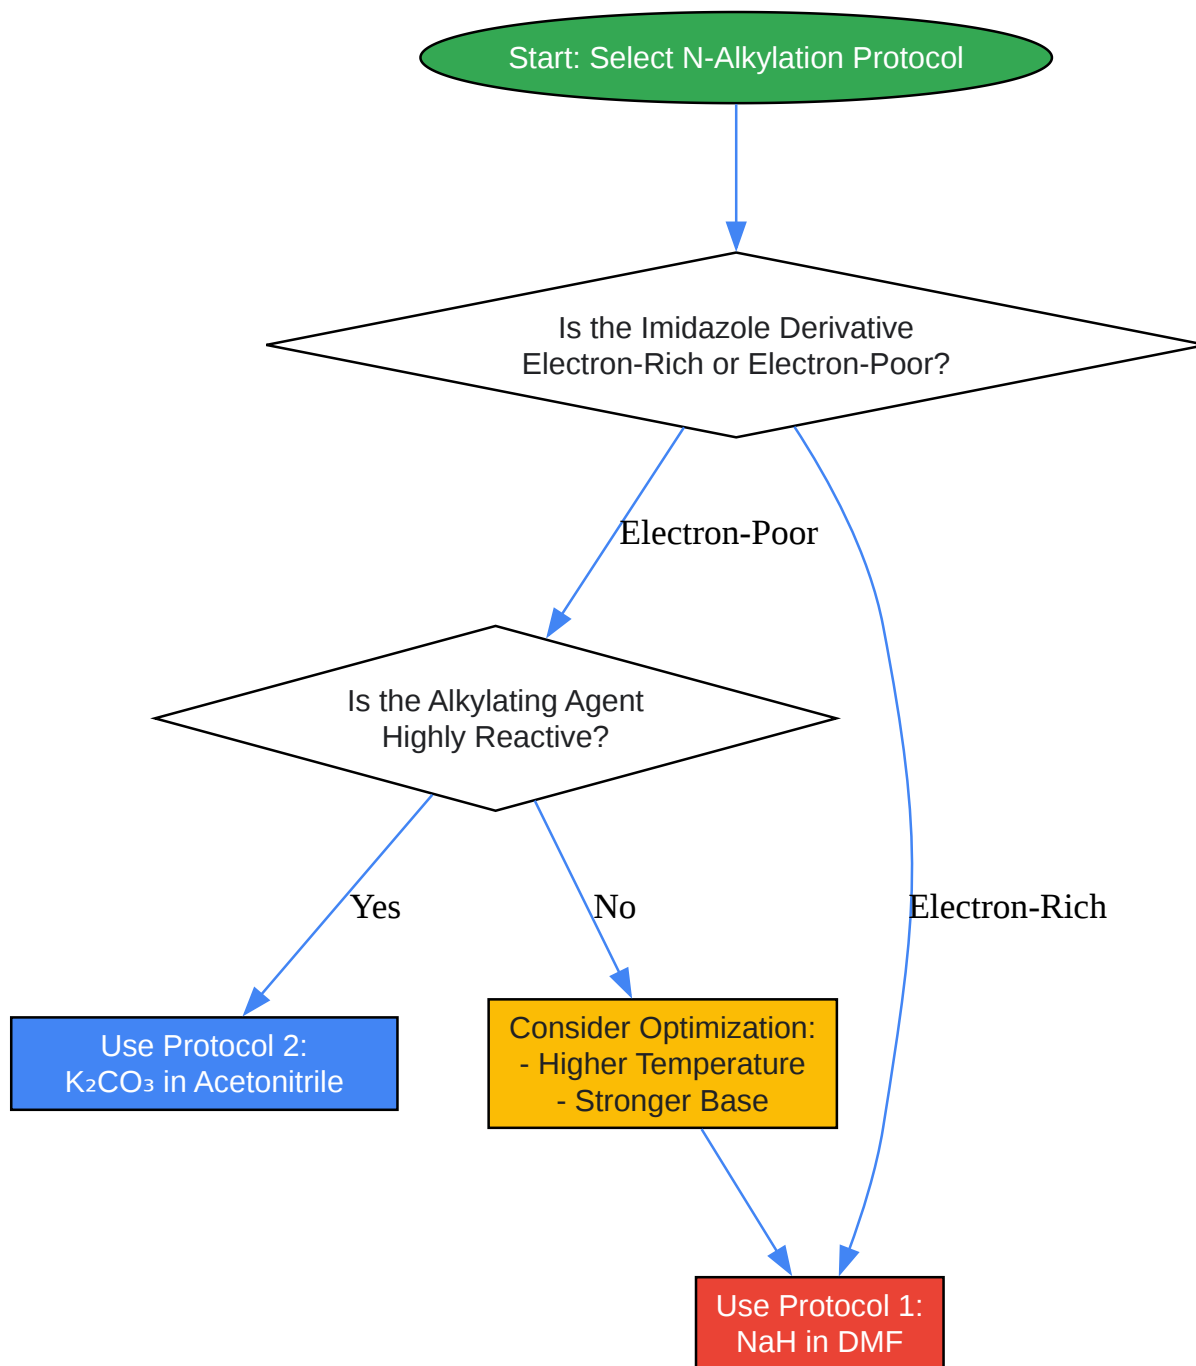 Start: Select N-Alkylation Protocol
Is the Imidazole Derivative
Electron-Rich or Electron-Poor?
Electron-Poor
Is the Alkylating Agent
Highly Reactive?
Yes
No
Electron-Rich
Use Protocol 2:
K₂CO₃ in Acetonitrile
Consider Optimization:
- Higher Temperature
- Stronger Base
Use Protocol 1:
NaH in DMF